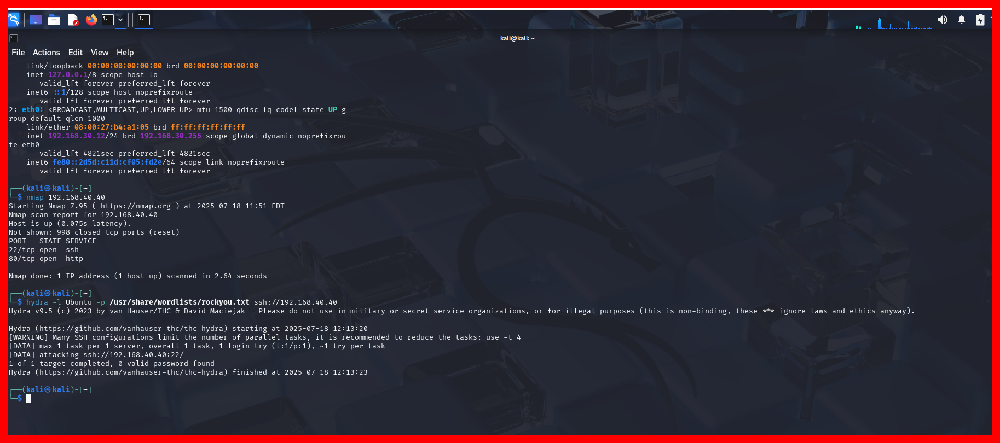 kali@kali: ~
File Actions Edit View Help
link/loopback 00:00:00:00:00:00 brd 00:00:00:00:00:00
inet 127.0.0.1/8 scope host lo
valid_lft forever preferred_lft forever
inet6 ::1/128 scope host noprefixroute
valid_lft forever preferred_lft forever
2: eth0: <BROADCAST,MULTICAST,UP,LOWER_UP> mtu 1500 qdisc fq_codel state UP g
roup default qlen 1000
link/ether 08:00:27:b4:a1:05 brd ff:ff:ff:ff:ff:ff
inet 192.168.30.12/24 brd 192.168.30.255 scope global dynamic noprefixrou
te eth0
valid_lft 4821sec preferred_lft 4821sec
inet6 fe80::2d5d:c11d:cf05:fd2e/64 scope link noprefixroute
valid_lft forever preferred_lft forever
┌──(kali㉿kali)-[~]
└─$ nmap 192.168.40.40
Starting Nmap 7.95 ( https://nmap.org ) at 2025-07-18 11:51 EDT
Nmap scan report for 192.168.40.40
Host is up (0.075s latency).
Not shown: 998 closed tcp ports (reset)
PORT   STATE SERVICE
22/tcp open  ssh
80/tcp open  http
Nmap done: 1 IP address (1 host up) scanned in 2.64 seconds
┌──(kali㉿kali)-[~]
└─$ hydra -l Ubuntu -p /usr/share/wordlists/rockyou.txt ssh://192.168.40.40
Hydra v9.5 (c) 2023 by van Hauser/THC & David Maciejak - Please do not use in military or secret service organizations, or for illegal purposes (this is non-binding, these *** ignore laws and ethics anyway).
Hydra (https://github.com/vanhauser-thc/thc-hydra) starting at 2025-07-18 12:13:20
[WARNING] Many SSH configurations limit the number of parallel tasks, it is recommended to reduce the tasks: use -t 4
[DATA] max 1 task per 1 server, overall 1 task, 1 login try (l:1/p:1), ~1 try per task
[DATA] attacking ssh://192.168.40.40:22/
1 of 1 target completed, 0 valid password found
Hydra (https://github.com/vanhauser-thc/thc-hydra) finished at 2025-07-18 12:13:23
┌──(kali㉿kali)-[~]
└─$